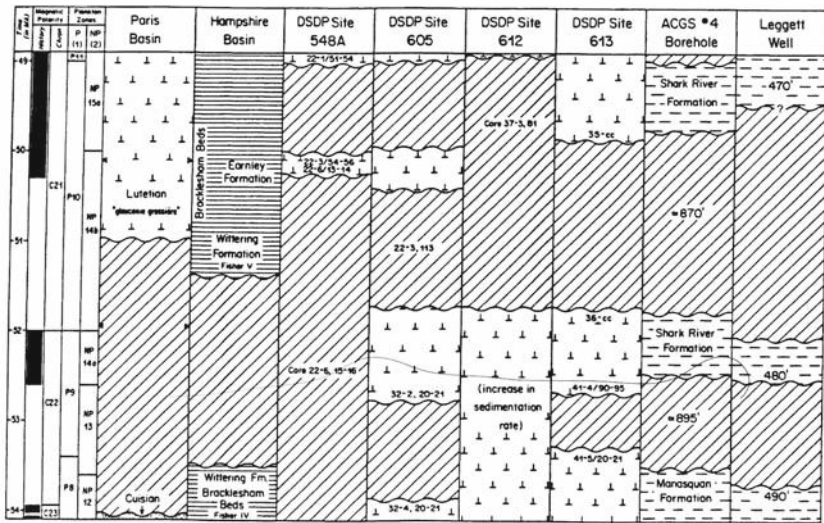 Time
(in Ma.)
Magnetic
Polarity
History
Chron
Plankton
Zones
P
(1)
NP
(2)
Paris
Basin
Hampshire
Basin
DSDP Site
548A
DSDP Site
605
DSDP Site
612
DSDP Site
613
ACGS #4
Borehole
Leggett
Well
49
50
51
52
53
54
C21
C22
C23
P11
P10
P9
P8
NP
15a
NP
14b
NP
14a
NP
13
NP
12
Lutetian
"glauconie grossière"
Cuisian
Bracklesham Beds
Earnley
Formation
Wittering
Formation
Fisher V
Wittering Fm.
Bracklesham
Beds
Fisher IV
22-1/51-54
22-3/54-56
22-6/13-14
Core 22-6, 15-16
22-3, 113
32-2, 20-21
32-4, 20-21
Core 37-3, 81
(increase in
sedimentation
rate)
35-cc
36-cc
41-4/90-95
41-5/20-21
Shark River
Formation
≈870'
Shark River
Formation
≈895'
Manasquan
Formation
470'
?
480'
490'